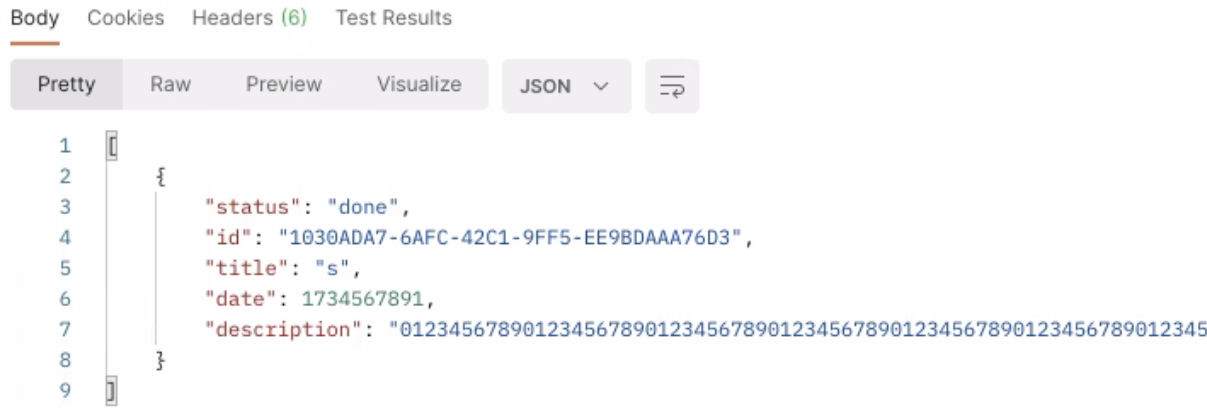 Body Cookies Headers (6) Test Results
Pretty Raw Preview Visualize JSON
1 [
2 {
3 "status": "done",
4 "id": "1030ADA7-6AFC-42C1-9FF5-EE9BDAAA76D3",
5 "title": "s",
6 "date": 1734567891,
7 "description": "012345678901234567890123456789012345678901234567890123456789012345
8 }
9 ]